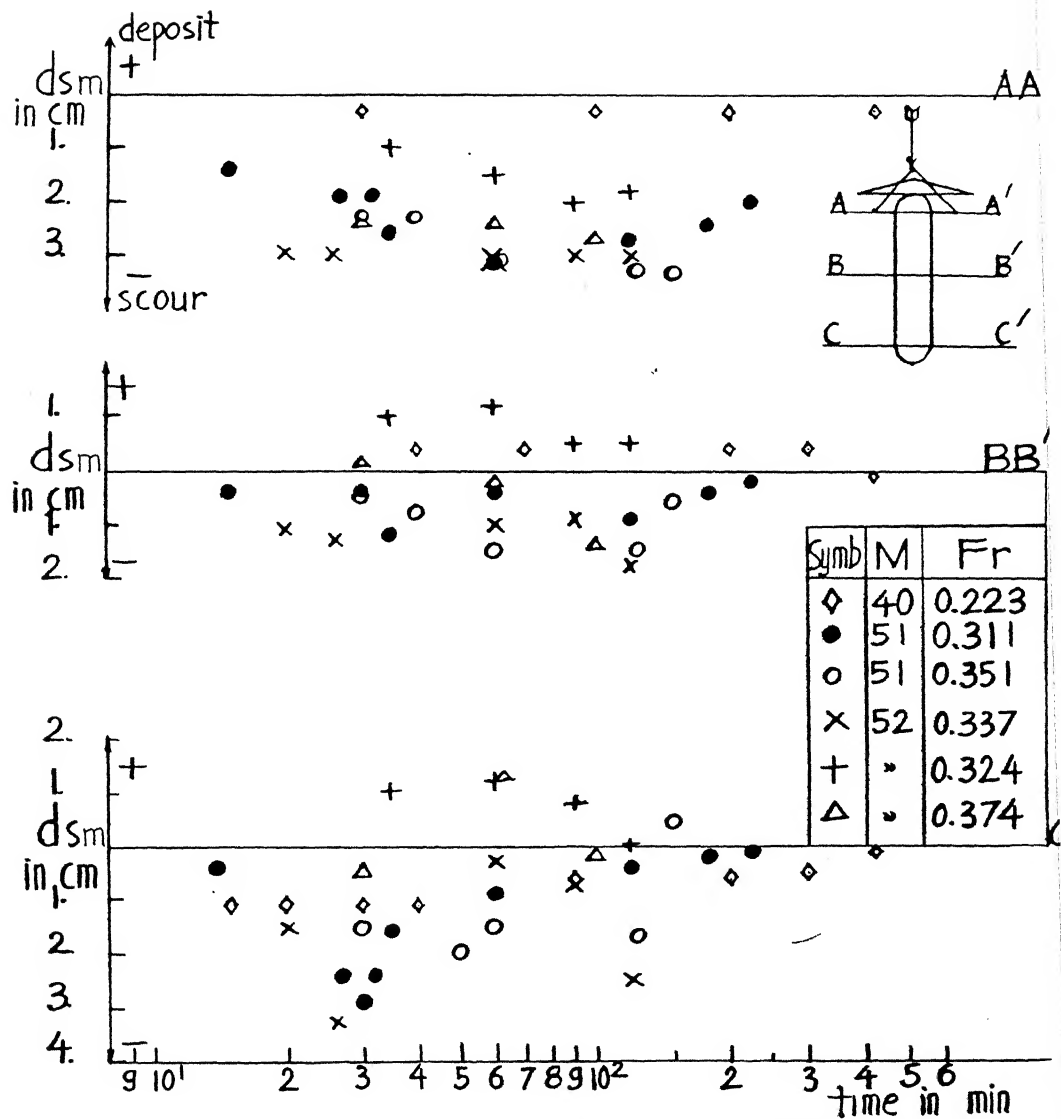 deposit
+
dsm
in cm
AA
1.
2.
3.
A A'
B B'
C C'
−
scour
+
1.
dsm
in cm
BB'
1
2.
−
Symb M Fr
◇ 40 0.223
● 51 0.311
○ 51 0.351
× 52 0.337
+ " 0.324
△ " 0.374
2.
+
1
dsm
in cm
C
1.
2
3.
4.
−
9 10¹ 2 3 4 5 6 7 8 9 10² 2 3 4 5 6
time in min